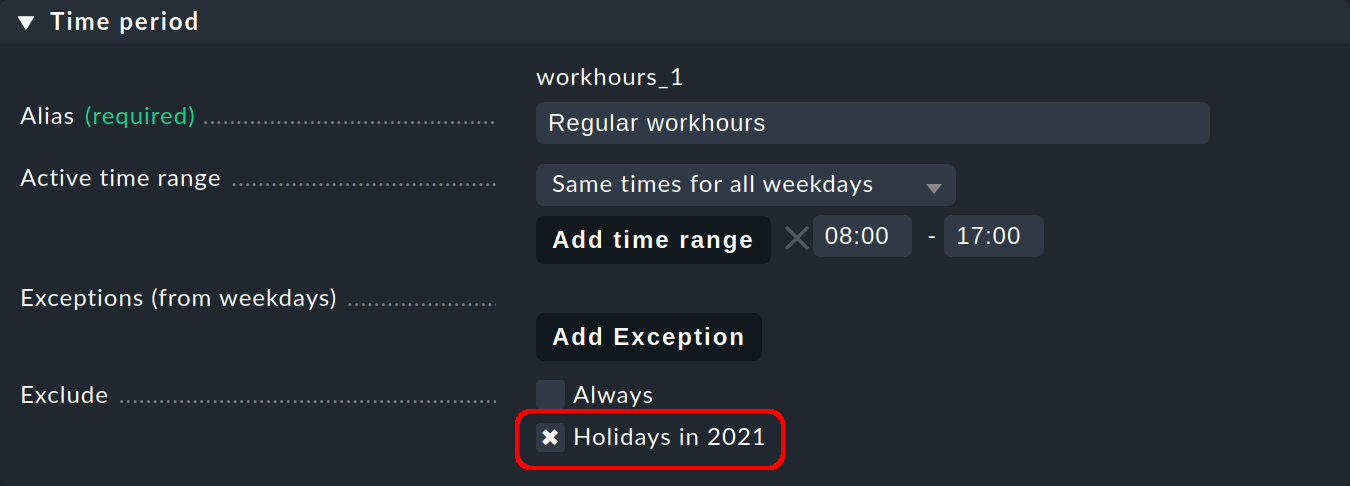 Time period
workhours_1
Alias (required)
Regular workhours
Active time range
Same times for all weekdays
Add time range
08:00 - 17:00
Exceptions (from weekdays)
Add Exception
Exclude
Always
Holidays in 2021